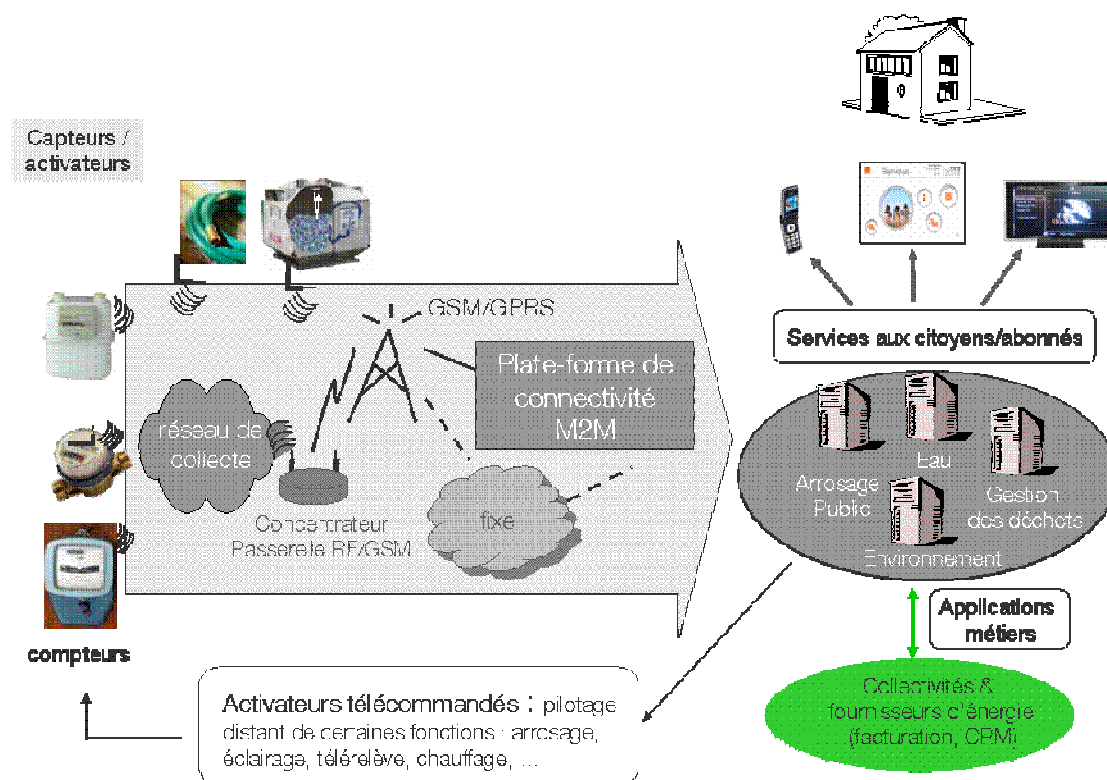 Capteurs /
activateurs
GSM/GPRS
Plate-forme de
connectivité
M2M
réseau de
collecte
Concentrateur
Passerelle RF/GSM
fixe
compteurs
Services aux citoyens/abonnés
Eau
Arrosage
Public
Gestion
des déchets
Environnement
Applications
métiers
Collectivités &
fournisseurs d'énergie
(facturation, CRM)
Activateurs télécommandés : pilotage
distant de certaines fonctions : arrosage,
éclairage, télérelève, chauffage, ...